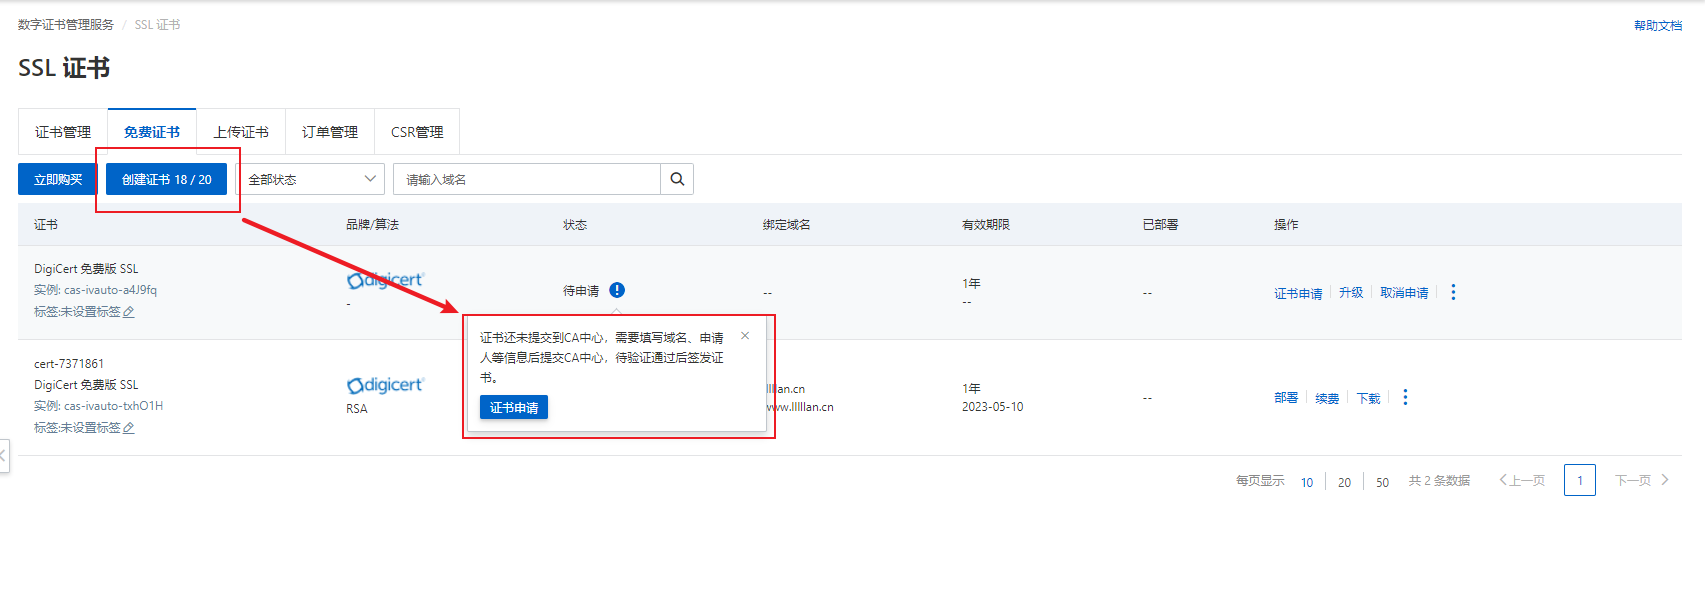 数字证书管理服务 / SSL 证书
帮助文档
SSL 证书
证书管理 免费证书 上传证书 订单管理 CSR管理
立即购买 创建证书 18 / 20 全部状态 请输入域名
证书 品牌/算法 状态 绑定域名 有效期限 已部署 操作
DigiCert 免费版 SSL
实例: cas-ivauto-a4J9fq
标签:未设置标签
digicert
-
待申请
--
1年
--
--
证书申请 升级 取消申请
证书还未提交到CA中心，需要填写域名、申请
人等信息后提交CA中心，待验证通过后签发证
书。
证书申请
cert-7371861
DigiCert 免费版 SSL
实例: cas-ivauto-txhO1H
标签:未设置标签
digicert
RSA
llllan.cn
www.lllllan.cn
1年
2023-05-10
--
部署 续费 下载
每页显示 10 20 50 共 2 条数据 上一页 1 下一页